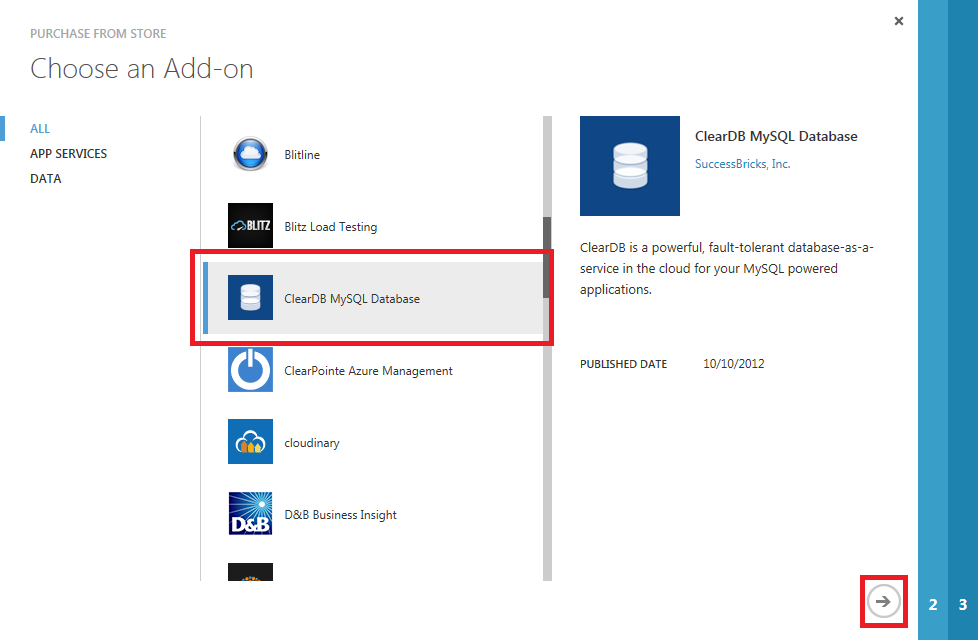 PURCHASE FROM STORE
Choose an Add-on
ALL
APP SERVICES
DATA
Blitline
BLITZ
Blitz Load Testing
ClearDB MySQL Database
ClearPointe Azure Management
cloudinary
D&B
D&B Business Insight
ClearDB MySQL Database
SuccessBricks, Inc.
ClearDB is a powerful, fault-tolerant database-as-a-
service in the cloud for your MySQL powered
applications.
PUBLISHED DATE 10/10/2012
2 3